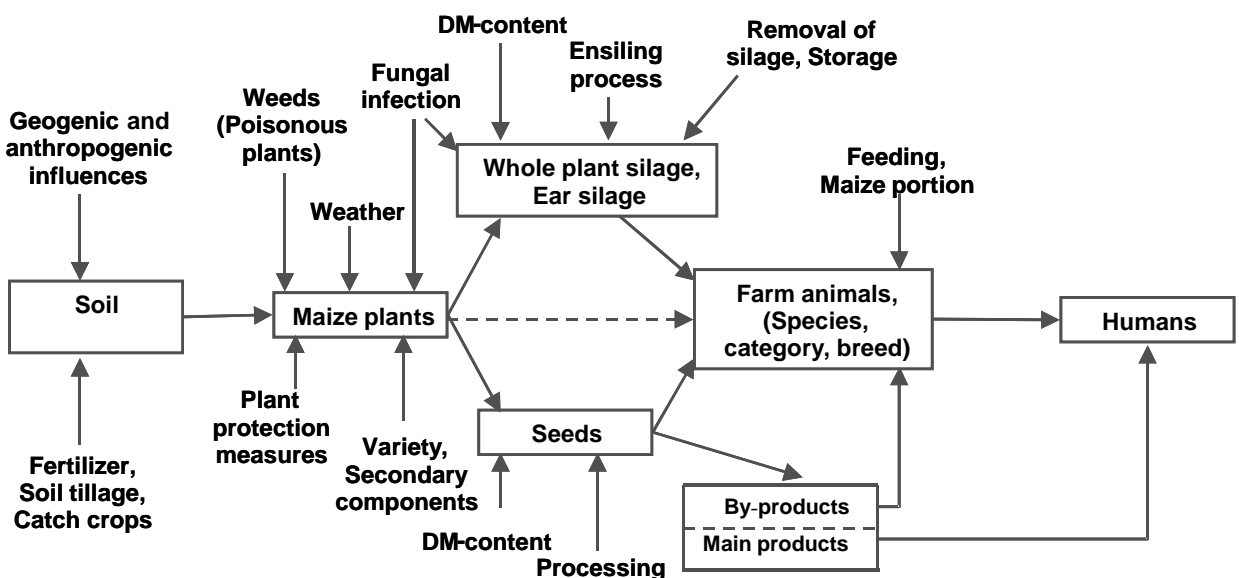 DM-content
Removal of
silage, Storage
Ensiling
process
Fungal
infection
Weeds
(Poisonous
plants)
Geogenic and
anthropogenic
influences
Weather
Whole plant silage,
Ear silage
Feeding,
Maize portion
Soil
Maize plants
Farm animals,
(Species,
category, breed)
Humans
Plant
protection
measures
Variety,
Secondary
components
Seeds
Fertilizer,
Soil tillage,
Catch crops
DM-content
Processing
By-products
Main products